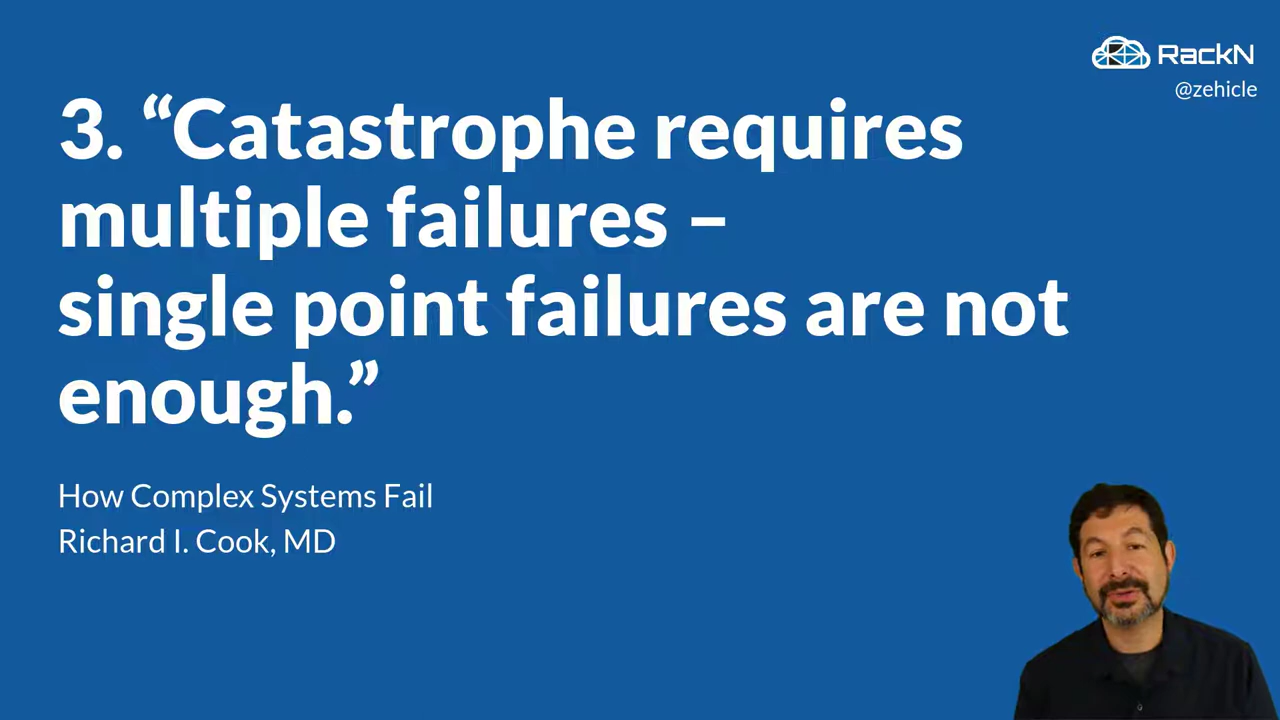 RackN
@zehicle
3. “Catastrophe requires
multiple failures –
single point failures are not
enough.”
How Complex Systems Fail
Richard I. Cook, MD